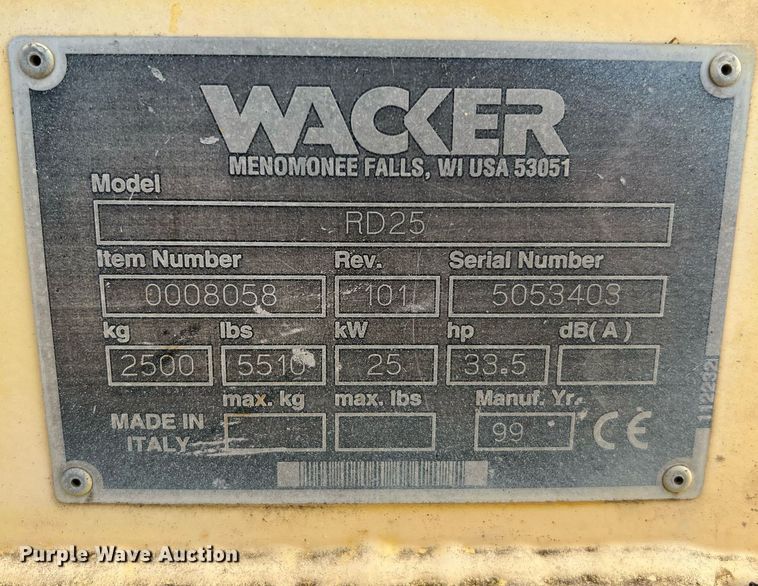 WACKER
MENOMONEE FALLS, WI USA 53051
Model
RD25
Item Number Rev. Serial Number
0008058 101 5053403
kg lbs kW hp dB(A)
2500 5510 25 33.5
max. kg max. lbs Manuf. Yr.
MADE IN
ITALY
99 CE
112232
Purple Wave Auction